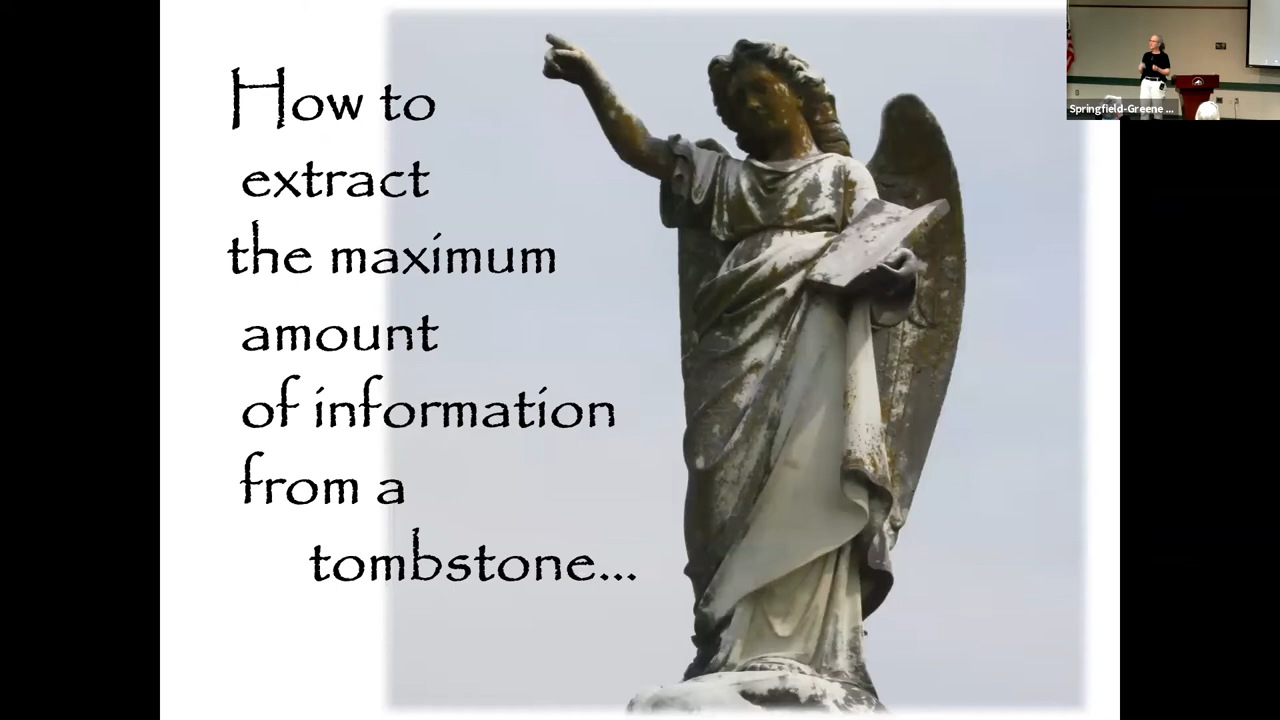 How to
extract
the maximum
amount
of information
from a
tombstone...
Springfield-Greene ...